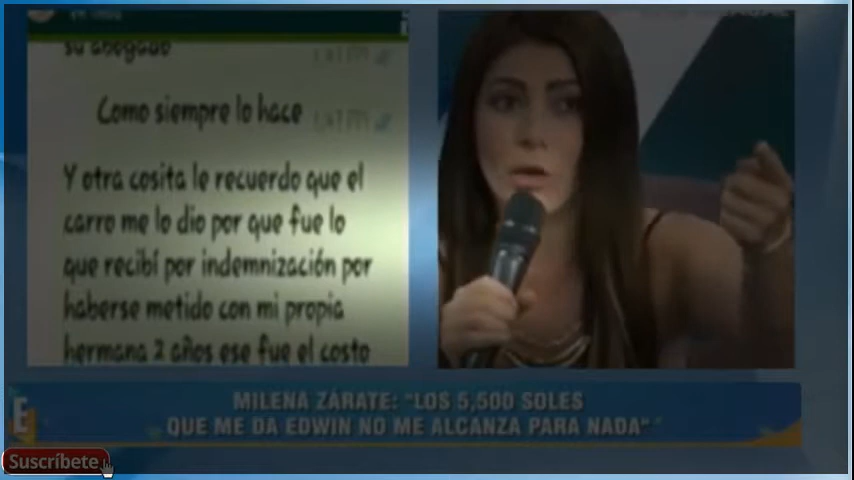 su abogado
Como siempre lo hace
Y otra cosita le recuerdo que el
carro me lo dio por que fue lo
que recibí por indemnización por
haberse metido con mi propia
hermana 2 años ese fue el costo
MILENA ZÁRATE: "LOS 5,500 SOLES
QUE ME DA EDWIN NO ME ALCANZA PARA NADA"
E
Suscríbete